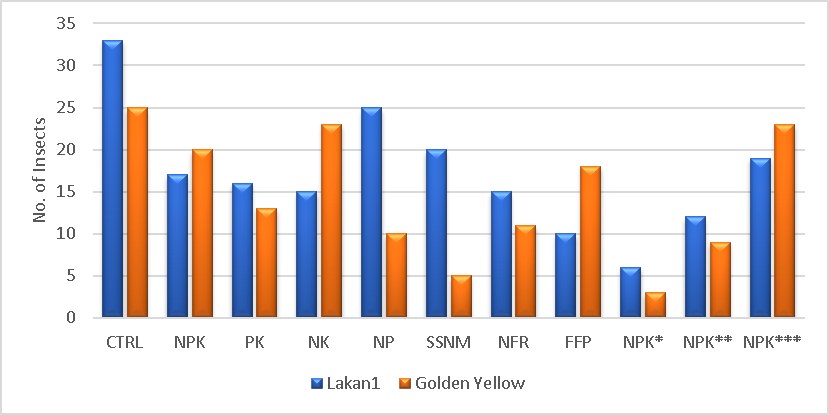 35
30
25
20
15
10
5
0
No. of Insects
CTRL NPK PK NK NP SSNM NFR FFP NPK* NPK** NPK***
Lakan1 Golden Yellow